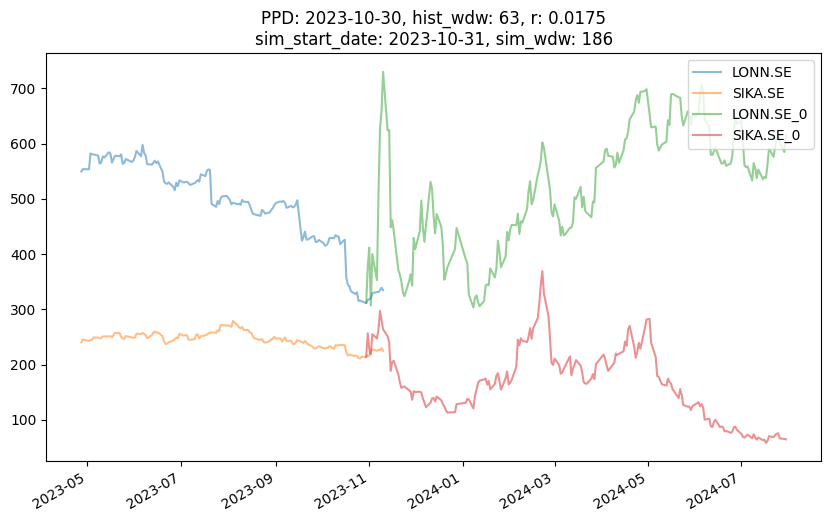 PPD: 2023-10-30, hist_wdw: 63, r: 0.0175
sim_start_date: 2023-10-31, sim_wdw: 186
LONN.SE
SIKA.SE
LONN.SE_0
SIKA.SE_0
700
600
500
400
300
200
100
2023-05
2023-07
2023-09
2023-11
2024-01
2024-03
2024-05
2024-07